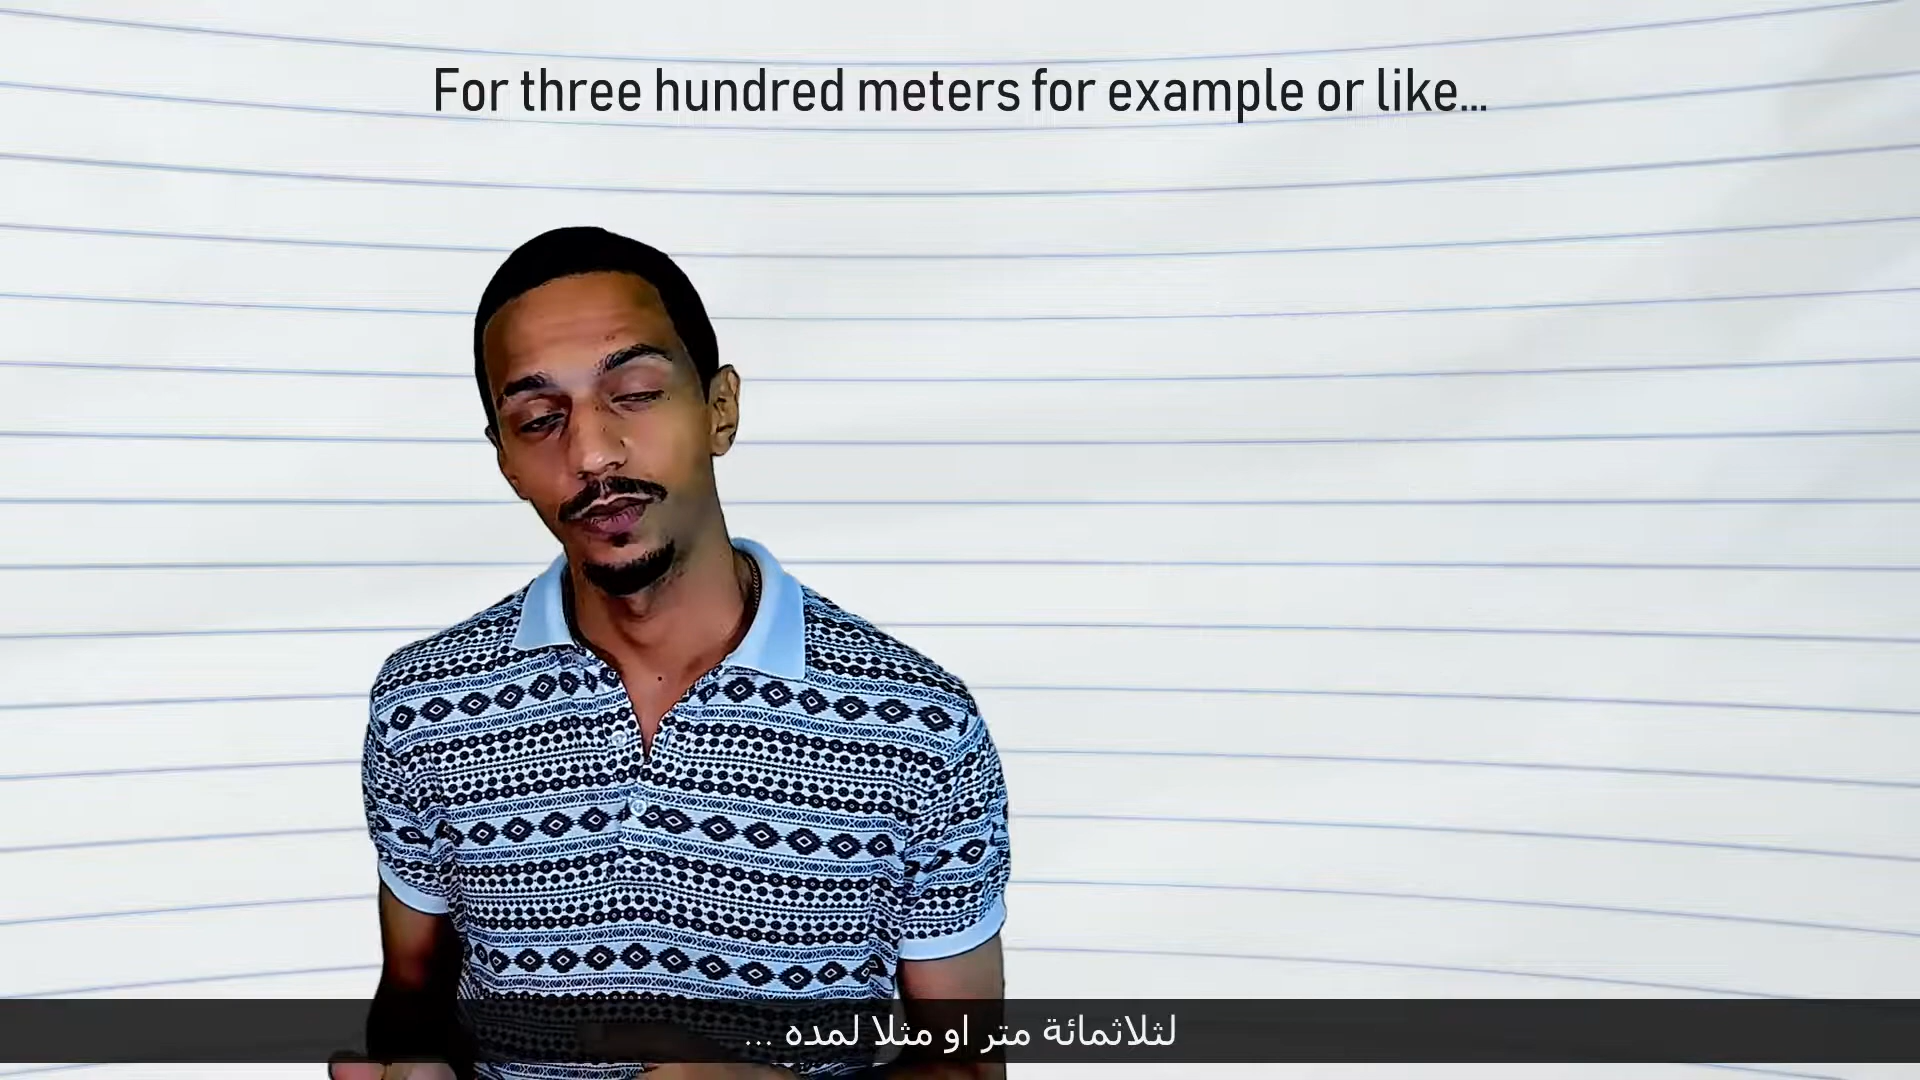 For three hundred meters for example or like...
لثلاثمائة متر او مثلا لمده ...